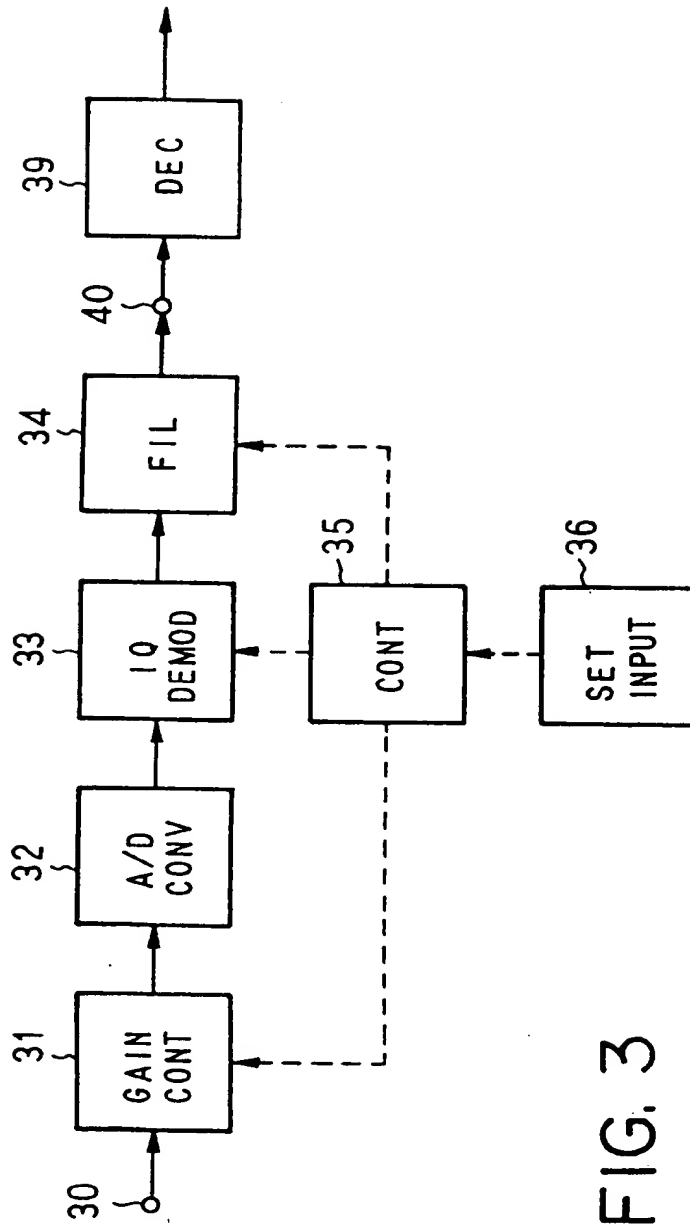 30
31
GAIN
CONT
32
A/D
CONV
33
IQ
DEMOD
34
FIL
40
39
DEC
35
CONT
36
SET
INPUT
FIG. 3